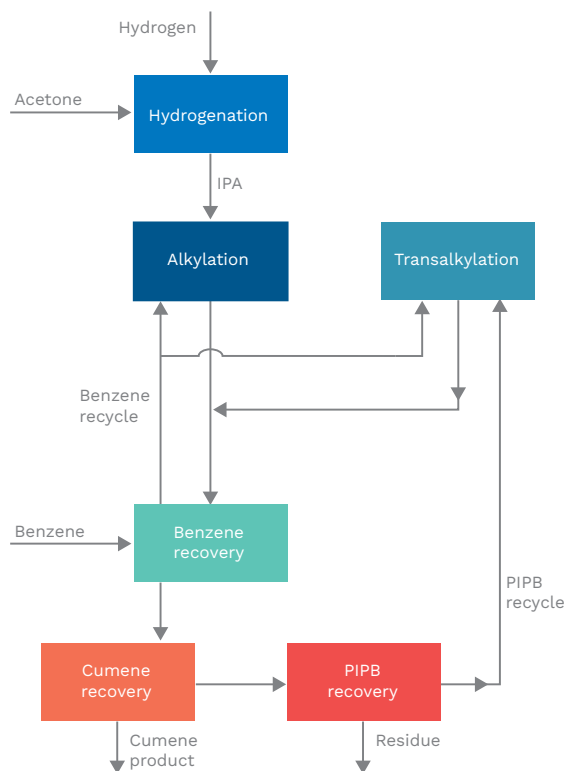 Hydrogen
Acetone
Hydrogenation
IPA
Alkylation
Transalkylation
Benzene
recycle
Benzene
Benzene
recovery
PIPB
recycle
Cumene
recovery
PIPB
recovery
Cumene
product
Residue